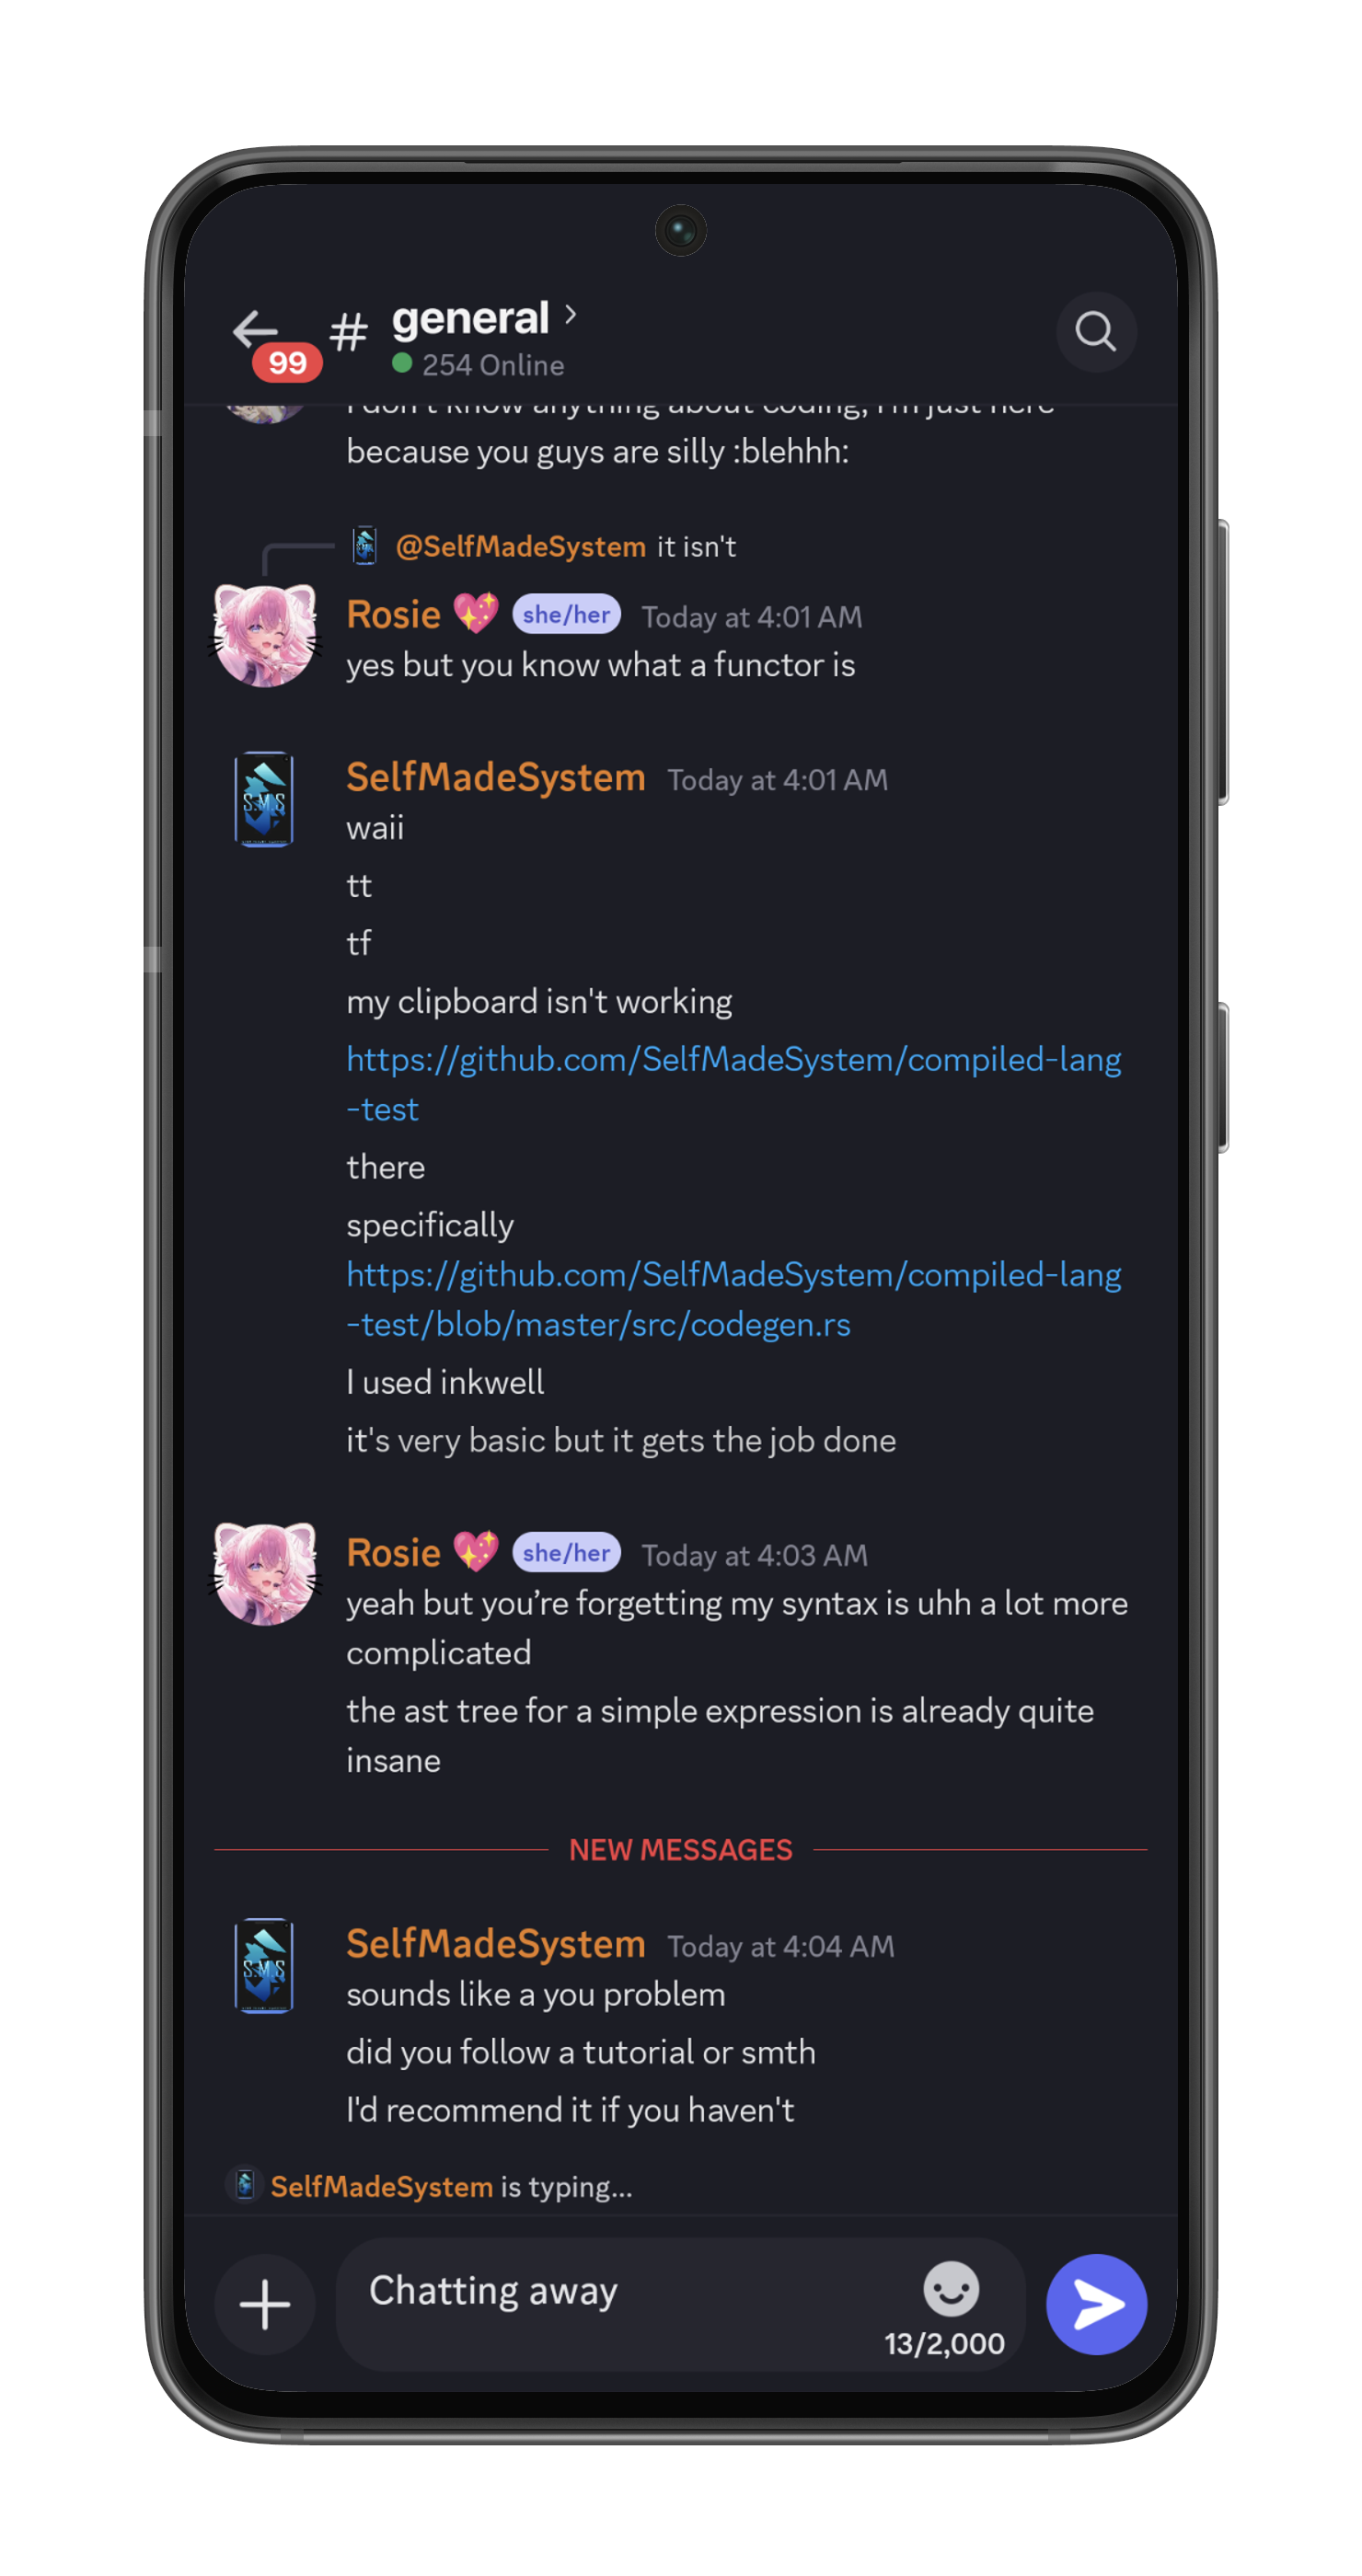 general ›
99
#
254 Online
I don't know anything about coding, I'm just here
because you guys are silly :blehhh:
@SelfMadeSystem it isn't
Rosie 💖 she/her Today at 4:01 AM
yes but you know what a functor is
SelfMadeSystem Today at 4:01 AM
S.M.S
waii
tt
tf
my clipboard isn't working
https://github.com/SelfMadeSystem/compiled-lang
-test
there
specifically
https://github.com/SelfMadeSystem/compiled-lang
-test/blob/master/src/codegen.rs
I used inkwell
it's very basic but it gets the job done
Rosie 💖 she/her Today at 4:03 AM
yeah but you’re forgetting my syntax is uhh a lot more
complicated
the ast tree for a simple expression is already quite
insane
NEW MESSAGES
SelfMadeSystem Today at 4:04 AM
S.M.S
sounds like a you problem
did you follow a tutorial or smth
I'd recommend it if you haven't
SelfMadeSystem is typing...
Chatting away
13/2,000